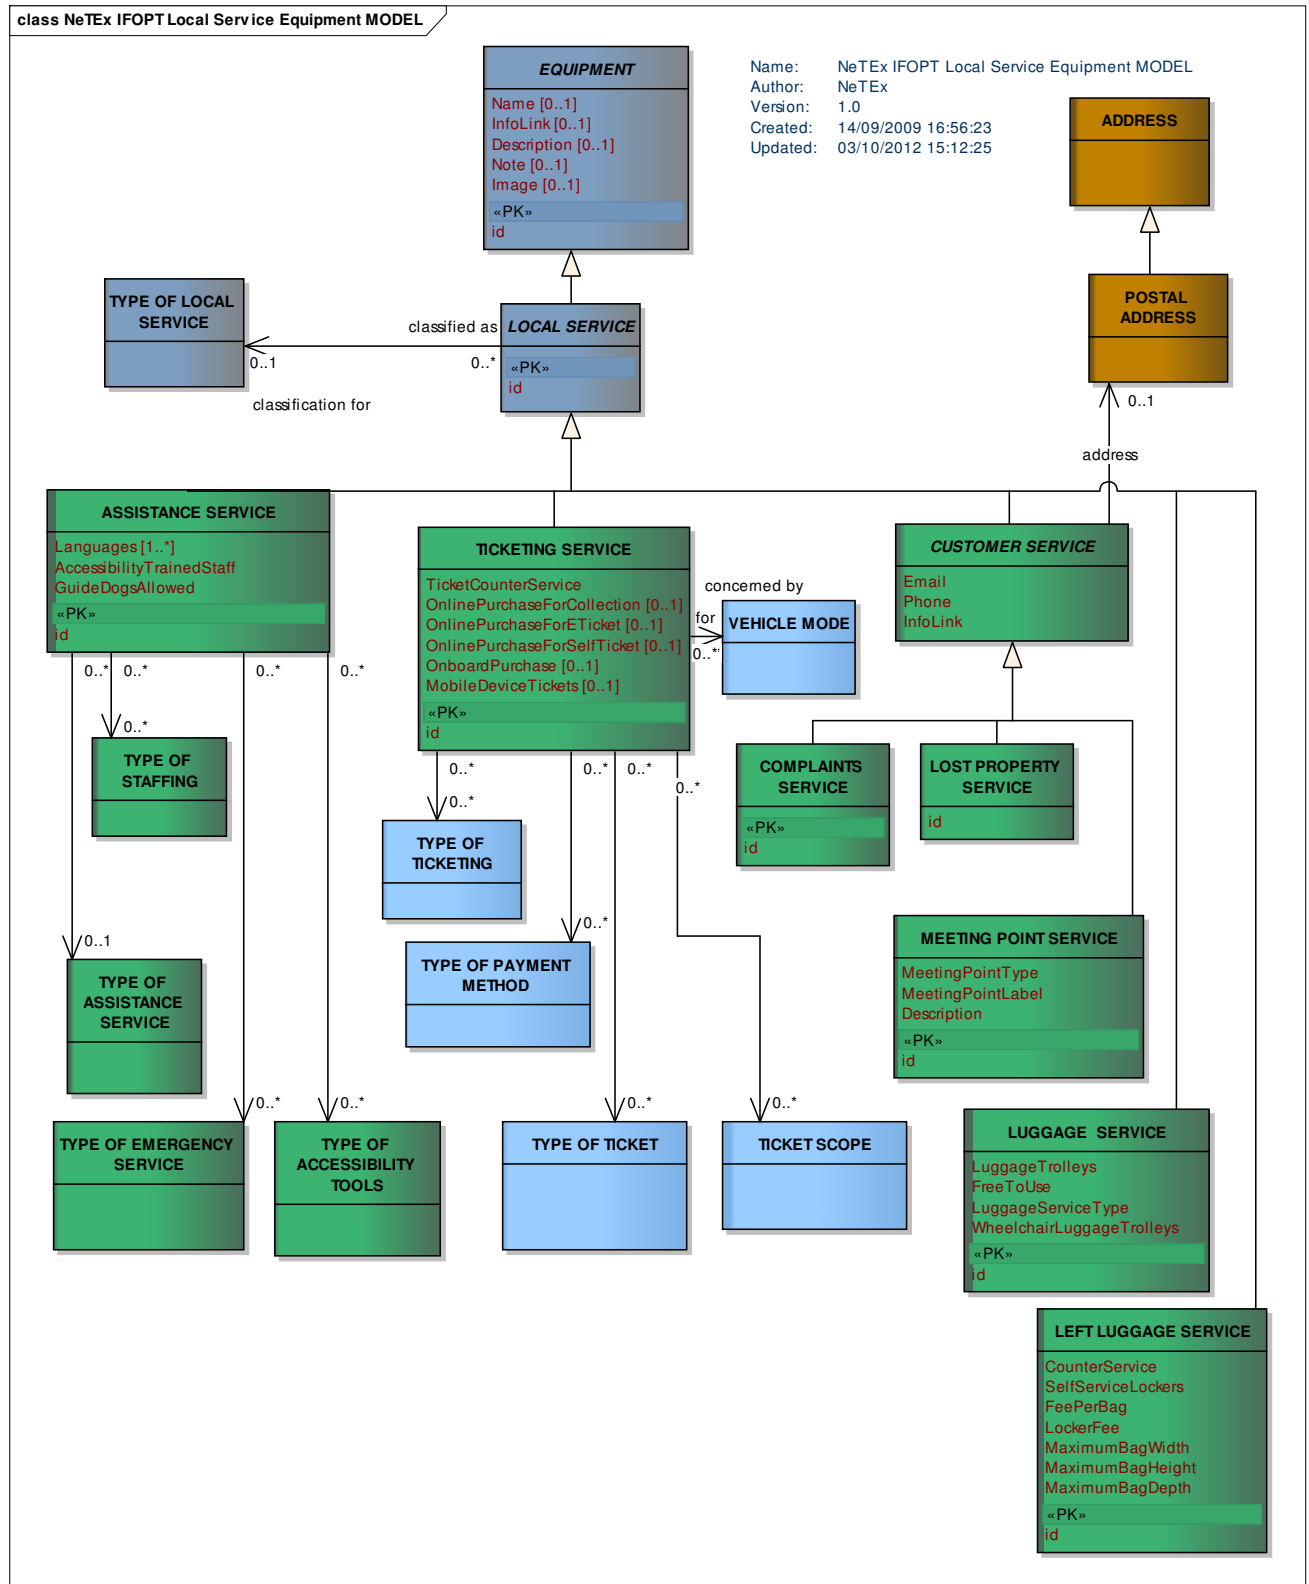 class NeTEx IFOPT Local Service Equipment MODEL
EQUIPMENT
Name [0..1]
InfoLink [0..1]
Description [0..1]
Note [0..1]
Image [0..1]
«PK»
id
Name: NeTEx IFOPT Local Service Equipment MODEL
Author: NeTEx
Version: 1.0
Created: 14/09/2009 16:56:23
Updated: 03/10/2012 15:12:25
ADDRESS
POSTAL
ADDRESS
0..1
address
TYPE OF LOCAL
SERVICE
classified as
0..1
0..*
classification for
LOCAL SERVICE
«PK»
id
ASSISTANCE SERVICE
Languages [1..*]
AccessibilityTrainedStaff
GuideDogsAllowed
«PK»
id
0..*
0..*
0..*
0..*
TICKETING SERVICE
TicketCounterService
OnlinePurchaseForCollection [0..1]
OnlinePurchaseForETicket [0..1]
OnlinePurchaseForSelfTicket [0..1]
OnboardPurchase [0..1]
MobileDeviceTickets [0..1]
«PK»
id
concerned by
for
0..*
VEHICLE MODE
CUSTOMER SERVICE
Email
Phone
InfoLink
0..*
TYPE OF
STAFFING
0..*
0..*
0..*
0..*
0..*
TYPE OF
TICKETING
COMPLAINTS
SERVICE
«PK»
id
LOST PROPERTY
SERVICE
id
0..1
TYPE OF
ASSISTANCE
SERVICE
0..*
TYPE OF PAYMENT
METHOD
MEETING POINT SERVICE
MeetingPointType
MeetingPointLabel
Description
«PK»
id
0..*
TYPE OF EMERGENCY
SERVICE
0..*
TYPE OF
ACCESSIBILITY
TOOLS
0..*
TYPE OF TICKET
0..*
TICKET SCOPE
LUGGAGE SERVICE
LuggageTrolleys
FreeToUse
LuggageServiceType
WheelchairLuggageTrolleys
«PK»
id
LEFT LUGGAGE SERVICE
CounterService
SelfServiceLockers
FeePerBag
LockerFee
MaximumBagWidth
MaximumBagHeight
MaximumBagDepth
«PK»
id